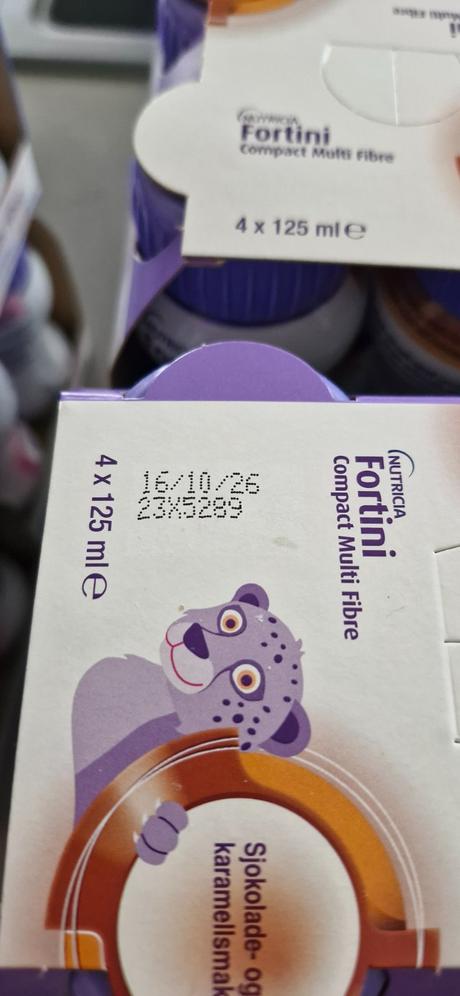 NUTRICIA
Fortini
Compact Multi Fibre
4 x 125 ml ℮
16/10/26
23X5289
NUTRICIA
Fortini
Compact Multi Fibre
4 x 125 ml ℮
Sjokolade- og
karamellsmak